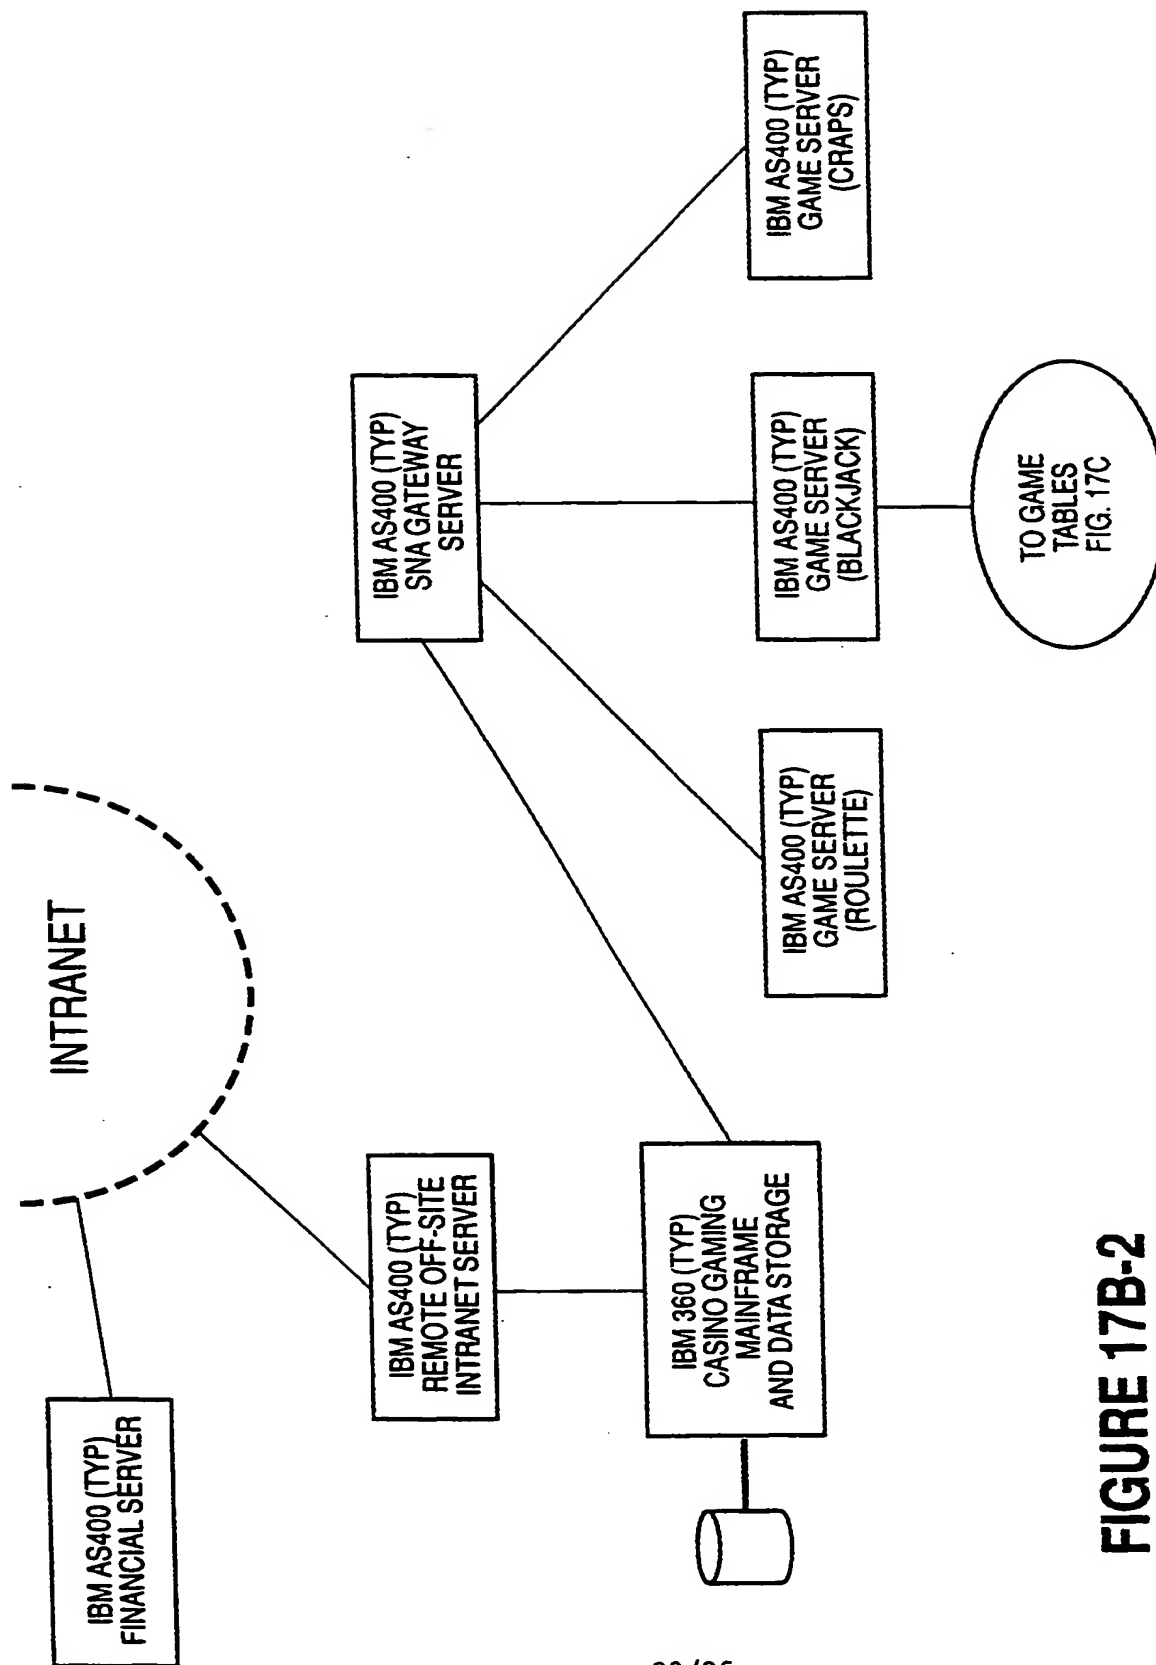 INTRANET
IBM AS400 (TYP)
FINANCIAL SERVER
IBM AS400 (TYP)
REMOTE OFF-SITE
INTRANET SERVER
IBM AS400 (TYP)
SNA GATEWAY
SERVER
IBM 360 (TYP)
CASINO GAMING
MAINFRAME
AND DATA STORAGE
IBM AS400 (TYP)
GAME SERVER
(ROULETTE)
IBM AS400 (TYP)
GAME SERVER
(BLACKJACK)
IBM AS400 (TYP)
GAME SERVER
(CRAPS)
TO GAME
TABLES
FIG. 17C
FIGURE 17B-2